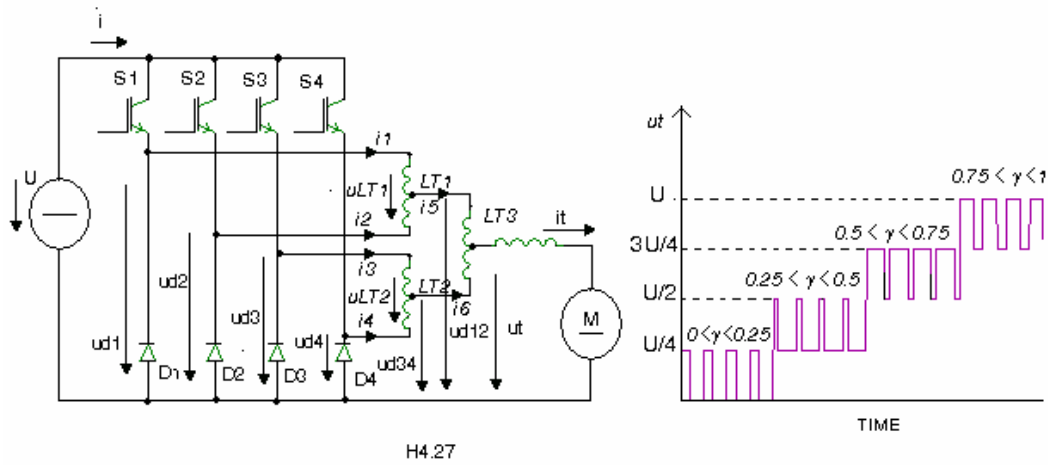 i
S1 S2 S3 S4
U
i1
uLT1
LT1
i5
LT3
it
i2
i3
uLT2
LT2
i6
i4
ud2
ud1
ud3
ud4
ud34
ud12
ut
M
D1
D2
D3
D4
ut
U
3U/4
U/2
U/4
0<γ<0.25
0.25 < γ <0.5
0.5 < γ <0.75
0.75 < γ <1
TIME
H4.27